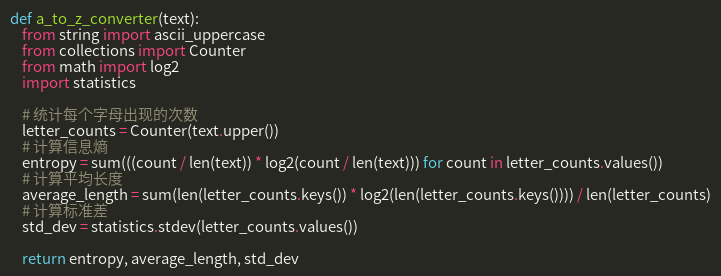 def a_to_z_converter(text):
from string import ascii_uppercase
from collections import Counter
from math import log2
import statistics
# 统计每个字母出现的次数
letter_counts = Counter(text.upper())
# 计算信息熵
entropy = sum(((count / len(text)) * log2(count / len(text))) for count in letter_counts.values())
# 计算平均长度
average_length = sum(len(letter_counts.keys()) * log2(len(letter_counts.keys()))) / len(letter_counts)
# 计算标准差
std_dev = statistics.stdev(letter_counts.values())
return entropy, average_length, std_dev